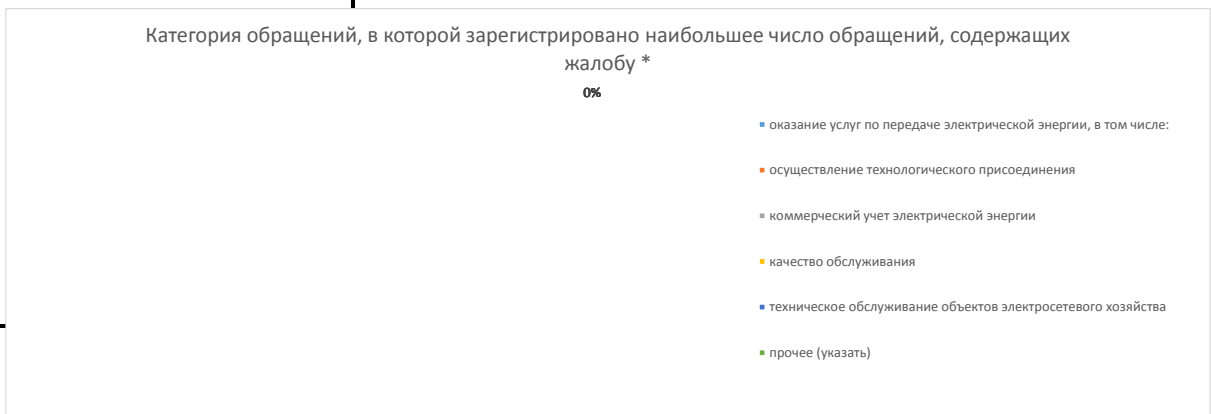 Категория обращений, в которой зарегистрировано наибольшее число обращений, содержащих
жалобу *
0%
оказание услуг по передаче электрической энергии, в том числе:
осуществление технологического присоединения
коммерческий учет электрической энергии
качество обслуживания
техническое обслуживание объектов электросетевого хозяйства
прочее (указать)